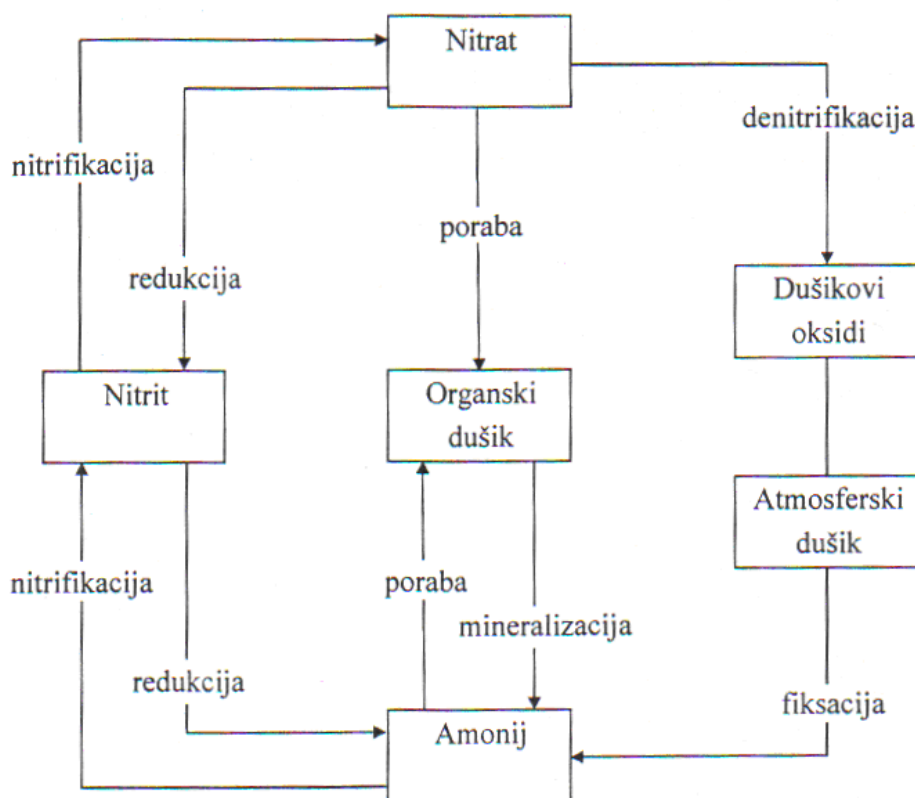 Nitrat
denitrifikacija
nitrifikacija
poraba
redukcija
Dušikovi
oksidi
Nitrit
Organski
dušik
Atmosferski
dušik
nitrifikacija
poraba
mineralizacija
redukcija
fiksacija
Amonij